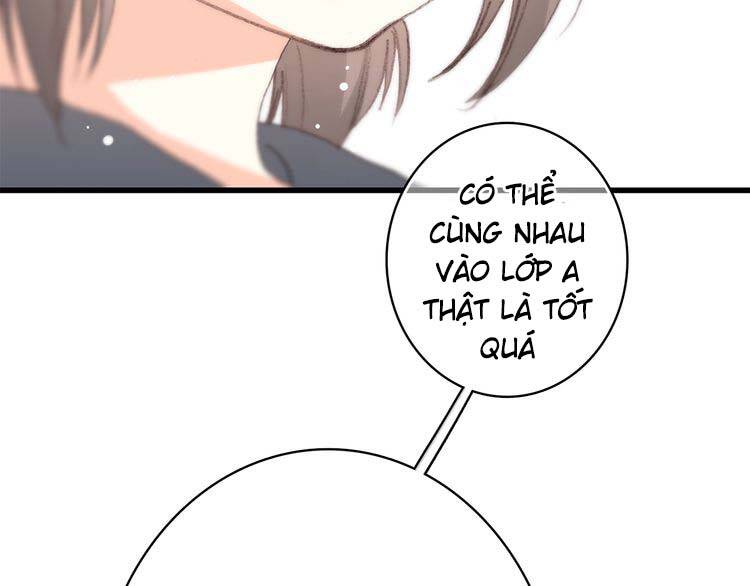 CÓ THỂ
CÙNG NHAU
VÀO LỚP A
THẬT LÀ TỐT
QUÁ